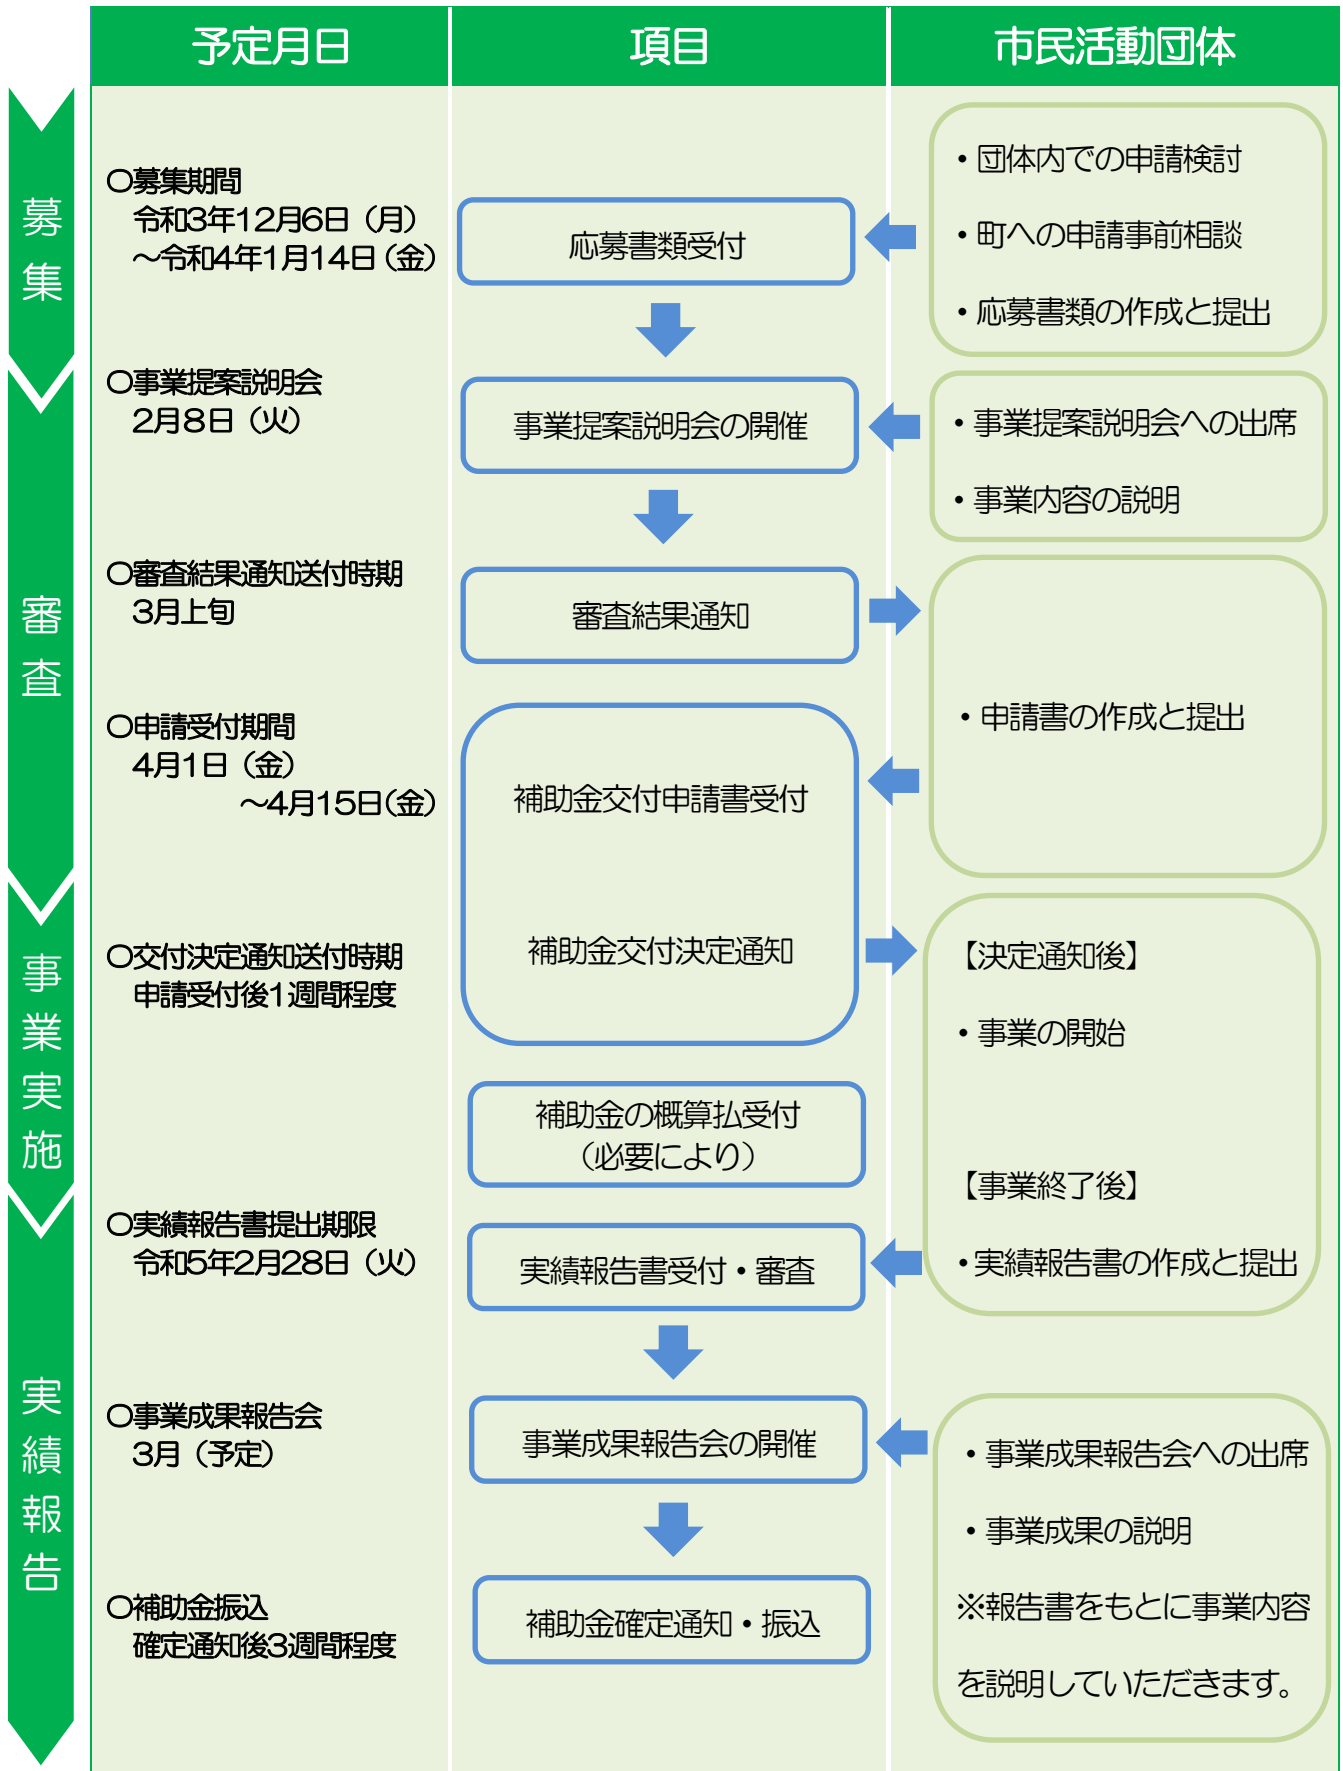 予定月日
項目
市民活動団体
募集
〇募集期間
令和3年12月6日（月）
～令和4年1月14日（金）
応募書類受付
・団体内での申請検討
・町への申請事前相談
・応募書類の作成と提出
審査
〇事業提案説明会
2月8日（火）
事業提案説明会の開催
・事業提案説明会への出席
・事業内容の説明
〇審査結果通知送付時期
3月上旬
審査結果通知
〇申請受付期間
4月1日（金）
～4月15日（金）
補助金交付申請書受付
・申請書の作成と提出
事業実施
〇交付決定通知送付時期
申請受付後1週間程度
補助金交付決定通知
【決定通知後】
・事業の開始
補助金の概算払受付
（必要により）
【事業終了後】
・実績報告書の作成と提出
実績報告
〇実績報告書提出期限
令和5年2月28日（火）
実績報告書受付・審査
〇事業成果報告会
3月（予定）
事業成果報告会の開催
・事業成果報告会への出席
・事業成果の説明
※報告書をもとに事業内容
を説明していただきます。
〇補助金振込
確定通知後3週間程度
補助金確定通知・振込